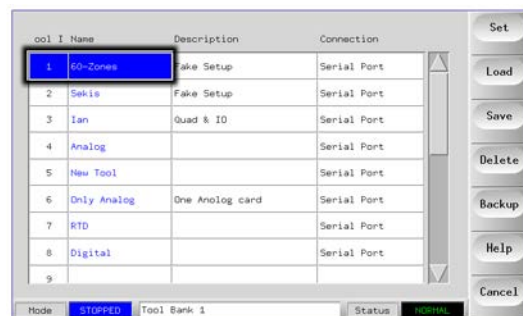 ool I Name Description Connection
1 60-Zones Fake Setup Serial Port
2 Sekis Fake Setup Serial Port
3 Ian Quad & IO Serial Port
4 Analog Serial Port
5 New Tool Serial Port
6 Only Analog One Anolog card Serial Port
7 RTD Serial Port
8 Digital Serial Port
9
Set
Load
Save
Delete
Backup
Help
Cancel
Mode STOPPED Tool Bank 1 Status NORMAL